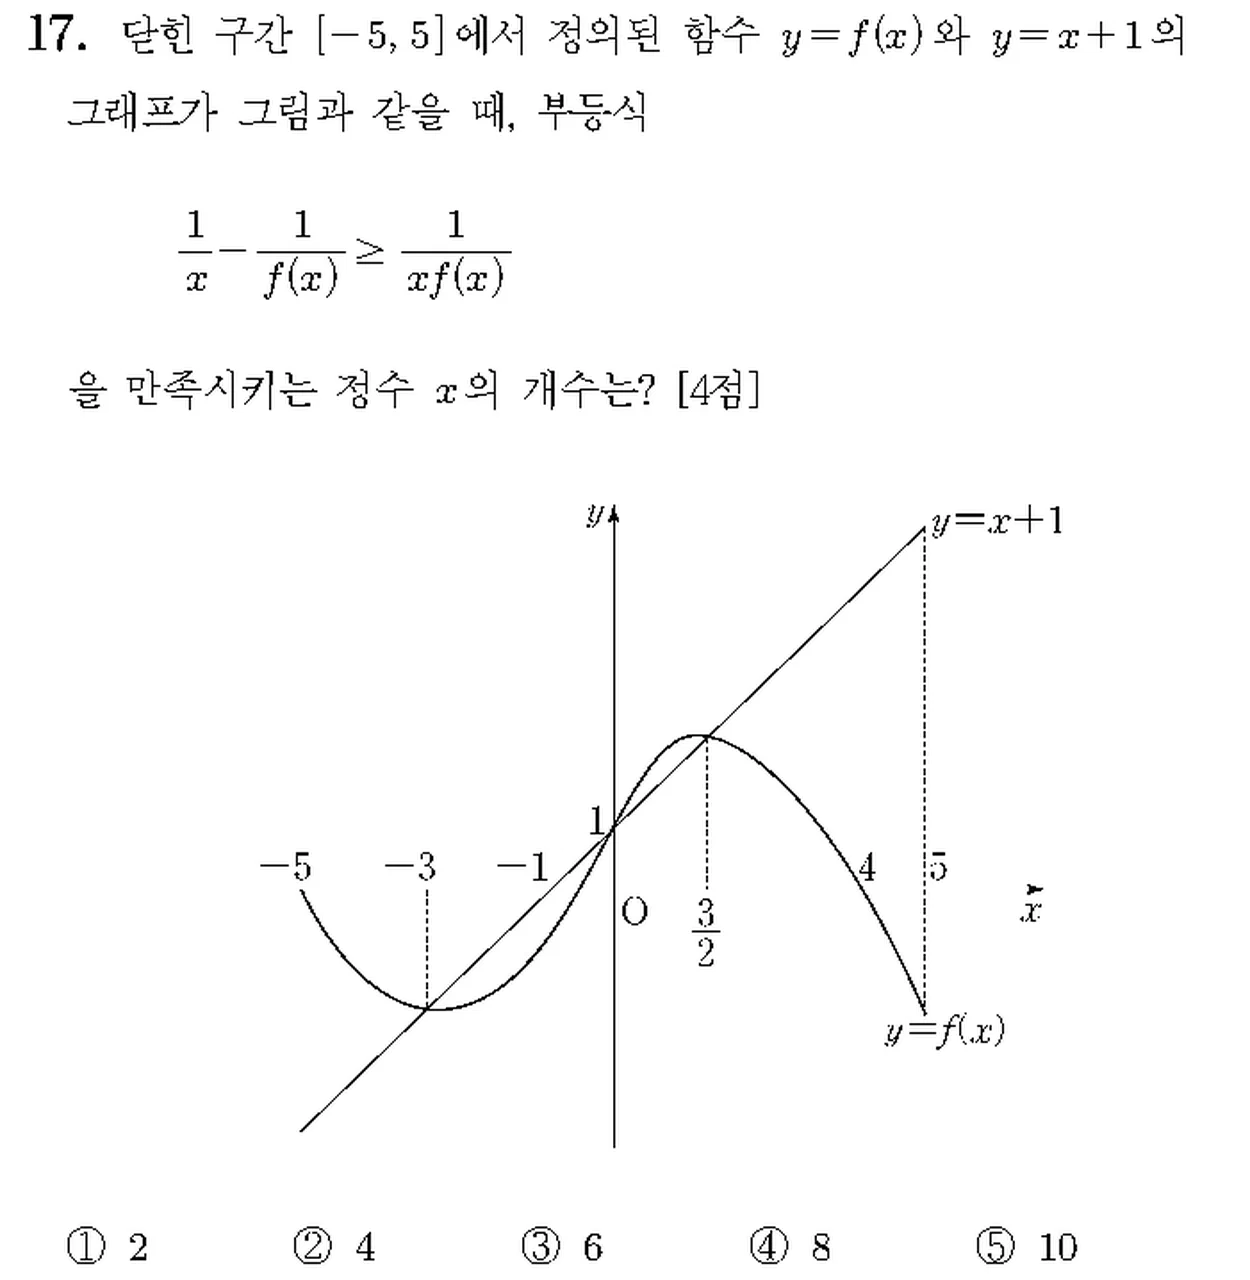 17. 닫힌 구간 [-5, 5]에서 정의된 함수 y=f(x)와 y=x+1의
그래프가 그림과 같을 때, 부등식
1/x - 1/f(x) ≥ 1/xf(x)
을 만족시키는 정수 x의 개수는? [4점]
y
y=x+1
1
-5 -3 -1 4 5
O 3/2 x
y=f(x)
① 2 ② 4 ③ 6 ④ 8 ⑤ 10